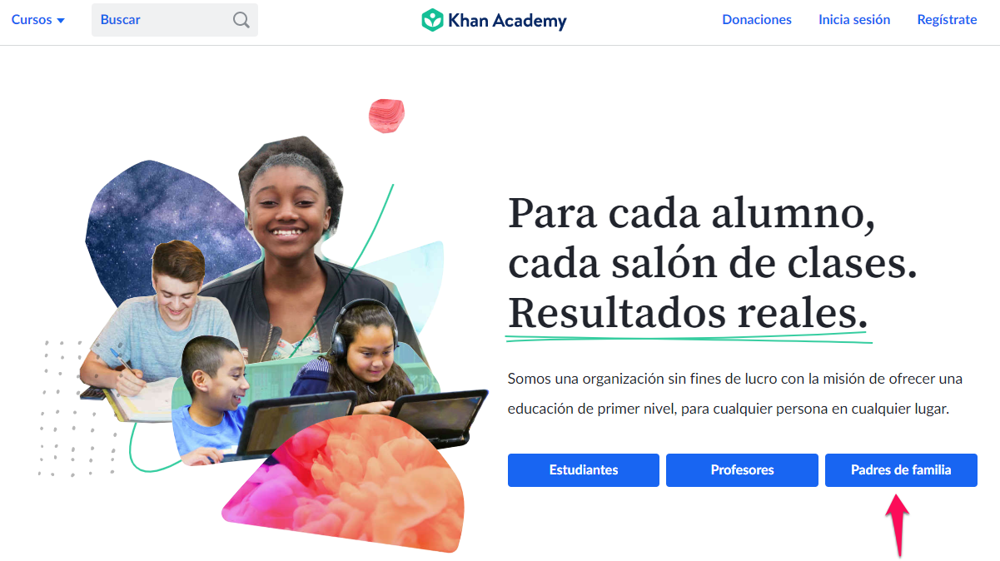 Cursos
Buscar
Khan Academy
Donaciones
Inicia sesión
Regístrate
Para cada alumno,
cada salón de clases.
Resultados reales.
Somos una organización sin fines de lucro con la misión de ofrecer una
educación de primer nivel, para cualquier persona en cualquier lugar.
Estudiantes
Profesores
Padres de familia